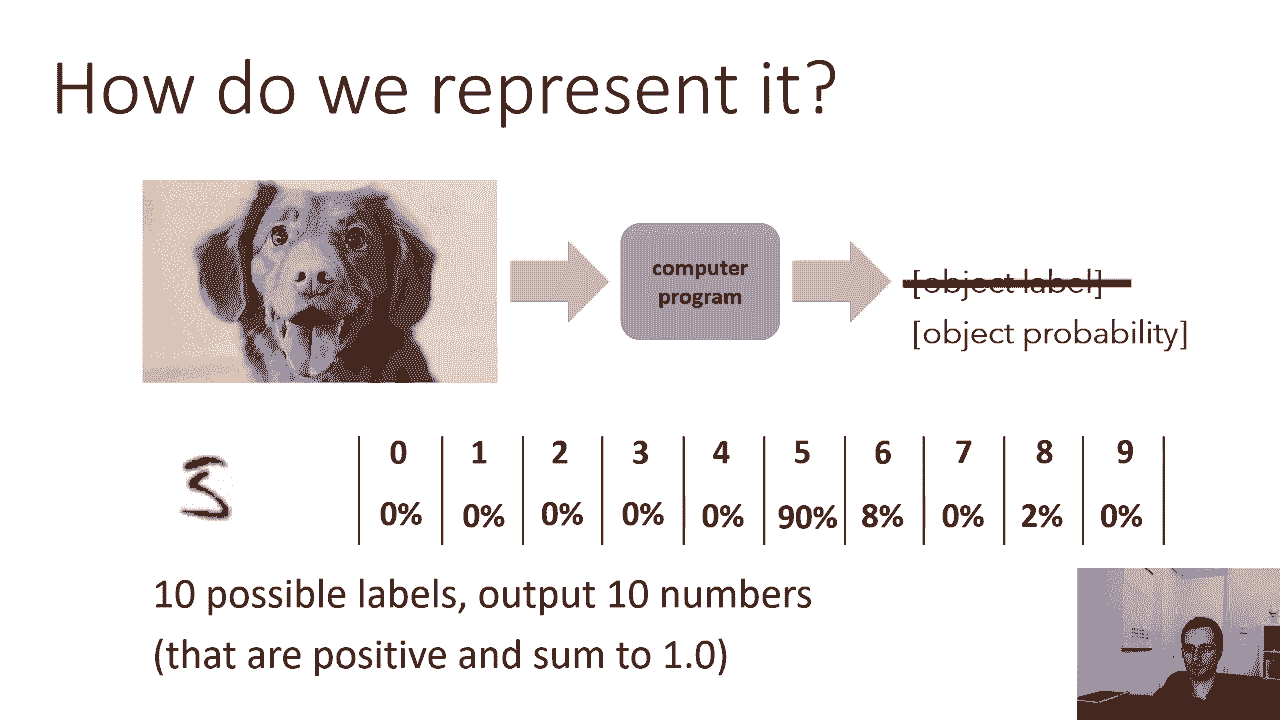 How do we represent it?
computer
program
[object label]
[object probability]
0 1 2 3 4 5 6 7 8 9
0% 0% 0% 0% 0% 90% 8% 0% 2% 0%
10 possible labels, output 10 numbers
(that are positive and sum to 1.0)